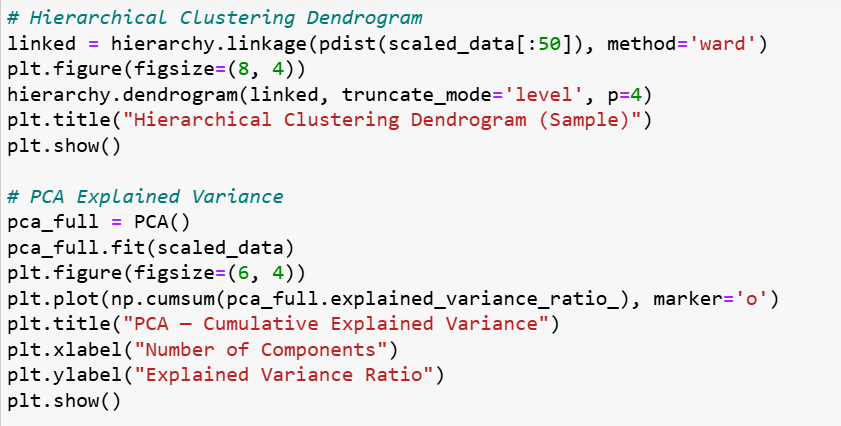 # Hierarchical Clustering Dendrogram
linked = hierarchy.linkage(pdist(scaled_data[:50]), method='ward')
plt.figure(figsize=(8, 4))
hierarchy.dendrogram(linked, truncate_mode='level', p=4)
plt.title("Hierarchical Clustering Dendrogram (Sample)")
plt.show()

# PCA Explained Variance
pca_full = PCA()
pca_full.fit(scaled_data)
plt.figure(figsize=(6, 4))
plt.plot(np.cumsum(pca_full.explained_variance_ratio_), marker='o')
plt.title("PCA – Cumulative Explained Variance")
plt.xlabel("Number of Components")
plt.ylabel("Explained Variance Ratio")
plt.show()